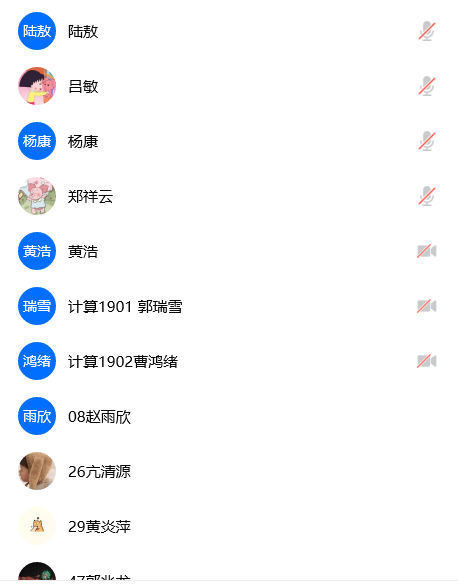 陆敖 陆敖
吕敏
杨康 杨康
郑祥云
黄浩 黄浩
瑞雪 计算1901 郭瑞雪
鸿绪 计算1902曹鸿绪
雨欣 08赵雨欣
26亢清源
29黄炎萍